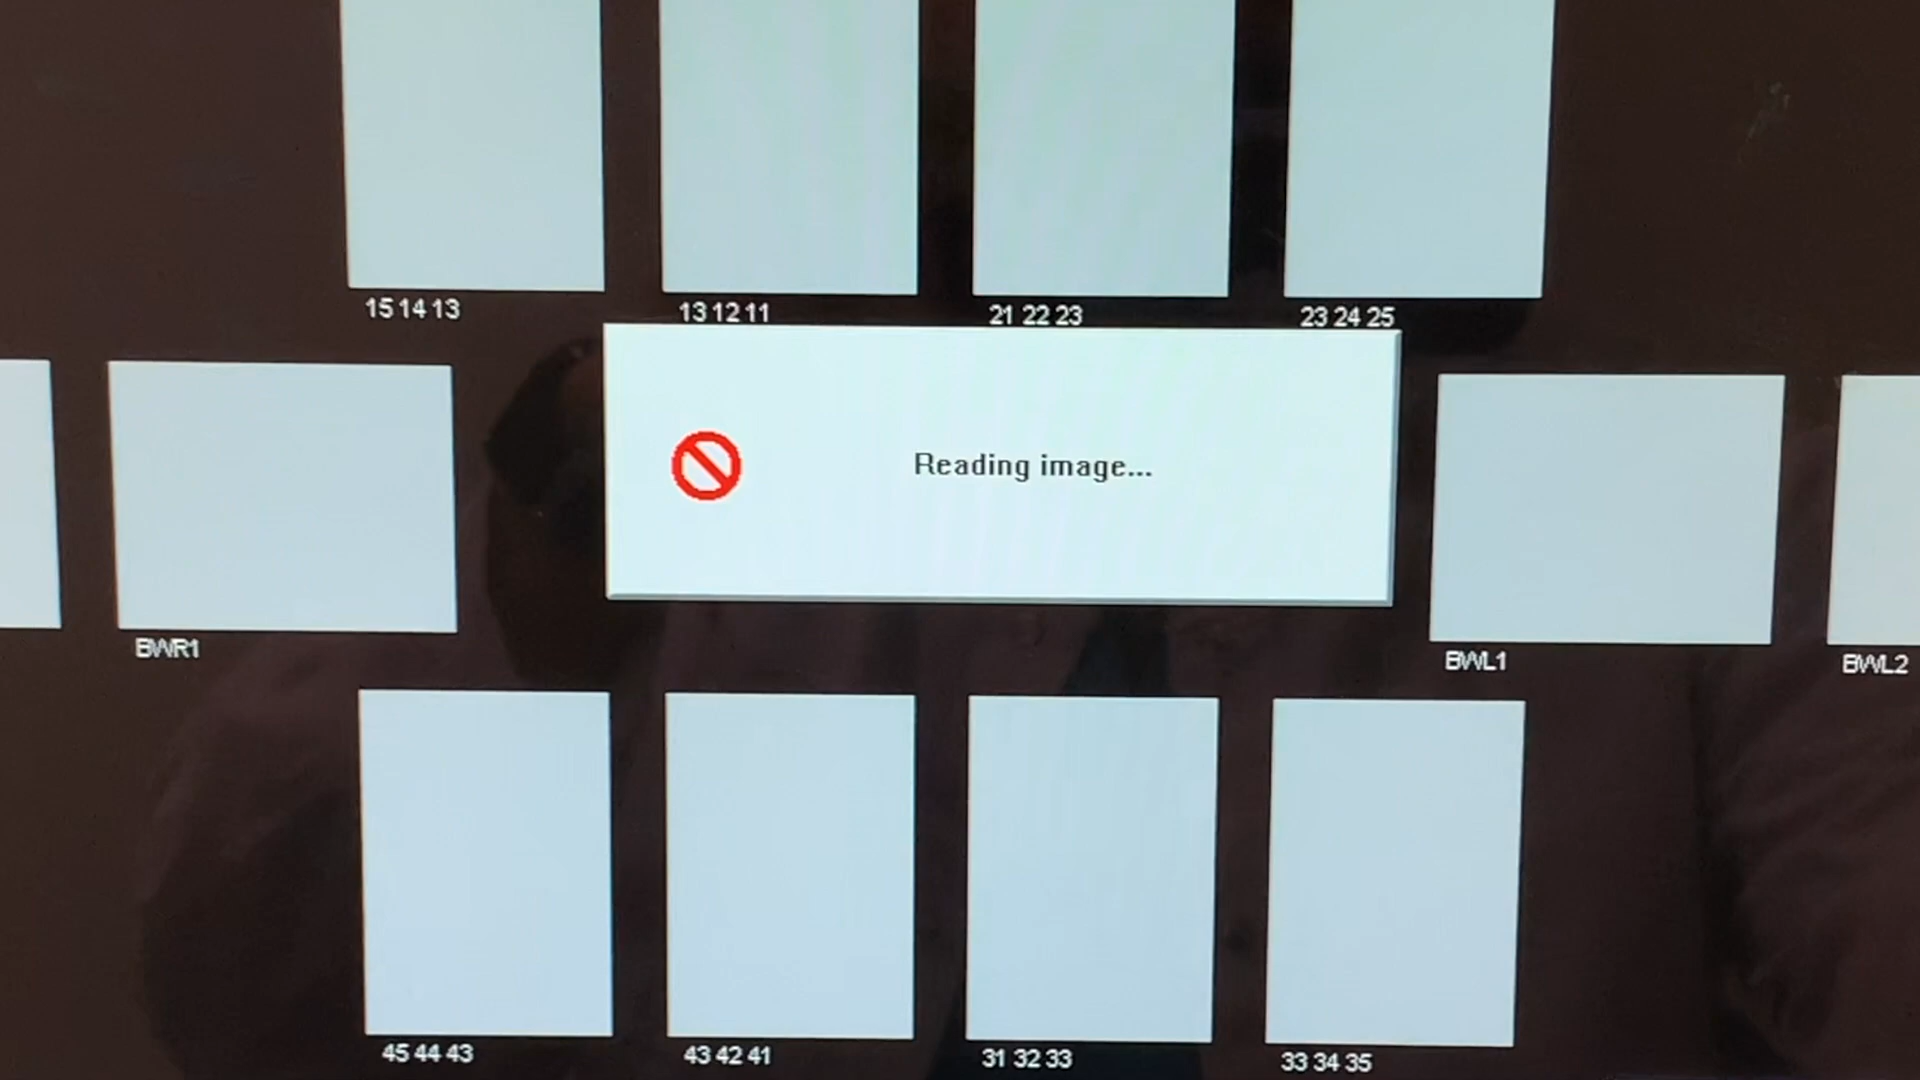 15 14 13
13 12 11
21 22 23
23 24 25
Reading image...
BWR1
BWL1
BWL2
45 44 43
43 42 41
31 32 33
33 34 35